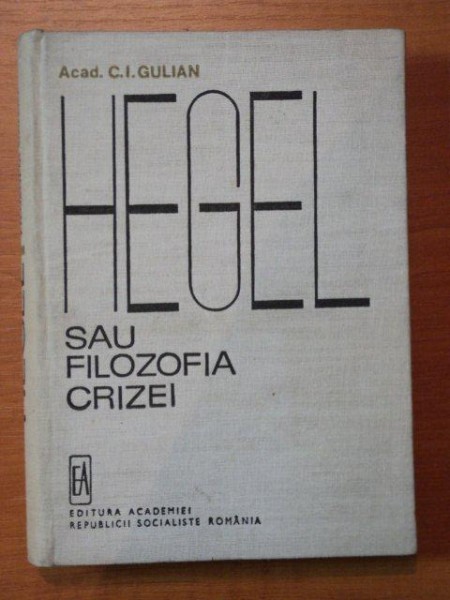 Acad. C.I.GULIAN
HEGEL
SAU
FILOZOFIA
CRIZEI
EA
EDITURA ACADEMIEI
REPUBLICII SOCIALISTE ROMÂNIA